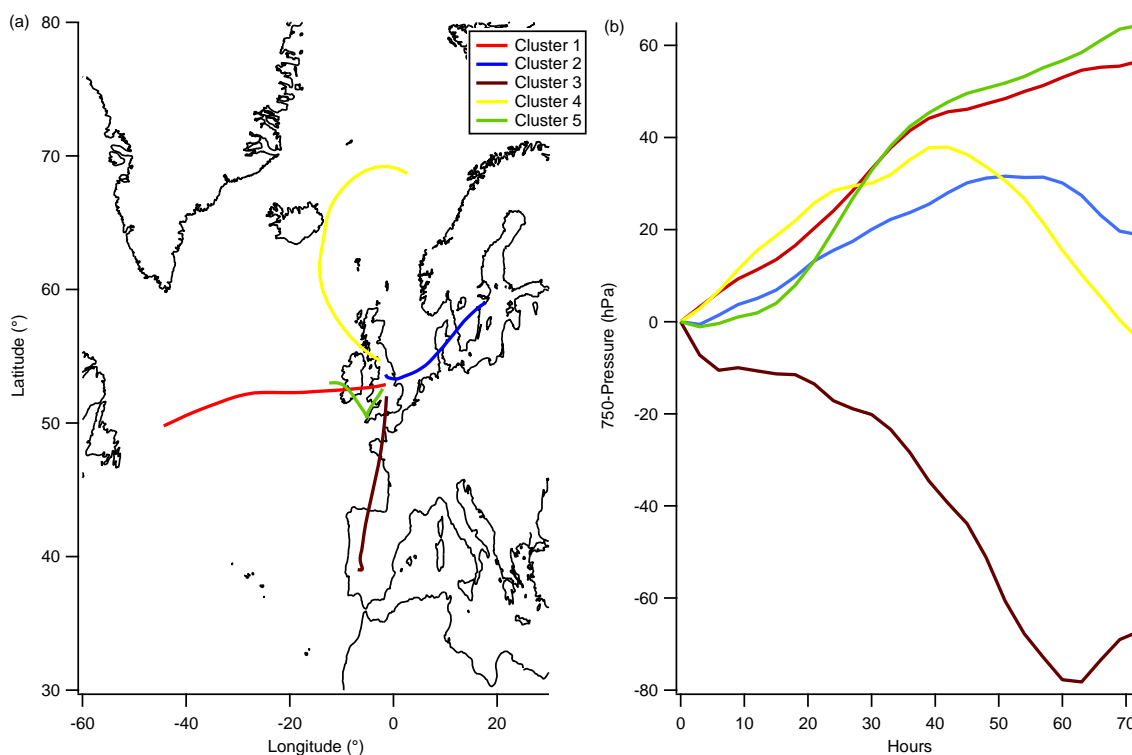 (a)
80
70
60
50
40
30
Latitude (°)
-60
-40
-20
0
20
Longitude (°)
Cluster 1
Cluster 2
Cluster 3
Cluster 4
Cluster 5
(b)
60
40
20
0
-20
-40
-60
-80
750-Pressure (hPa)
0
10
20
30
40
50
60
70
Hours